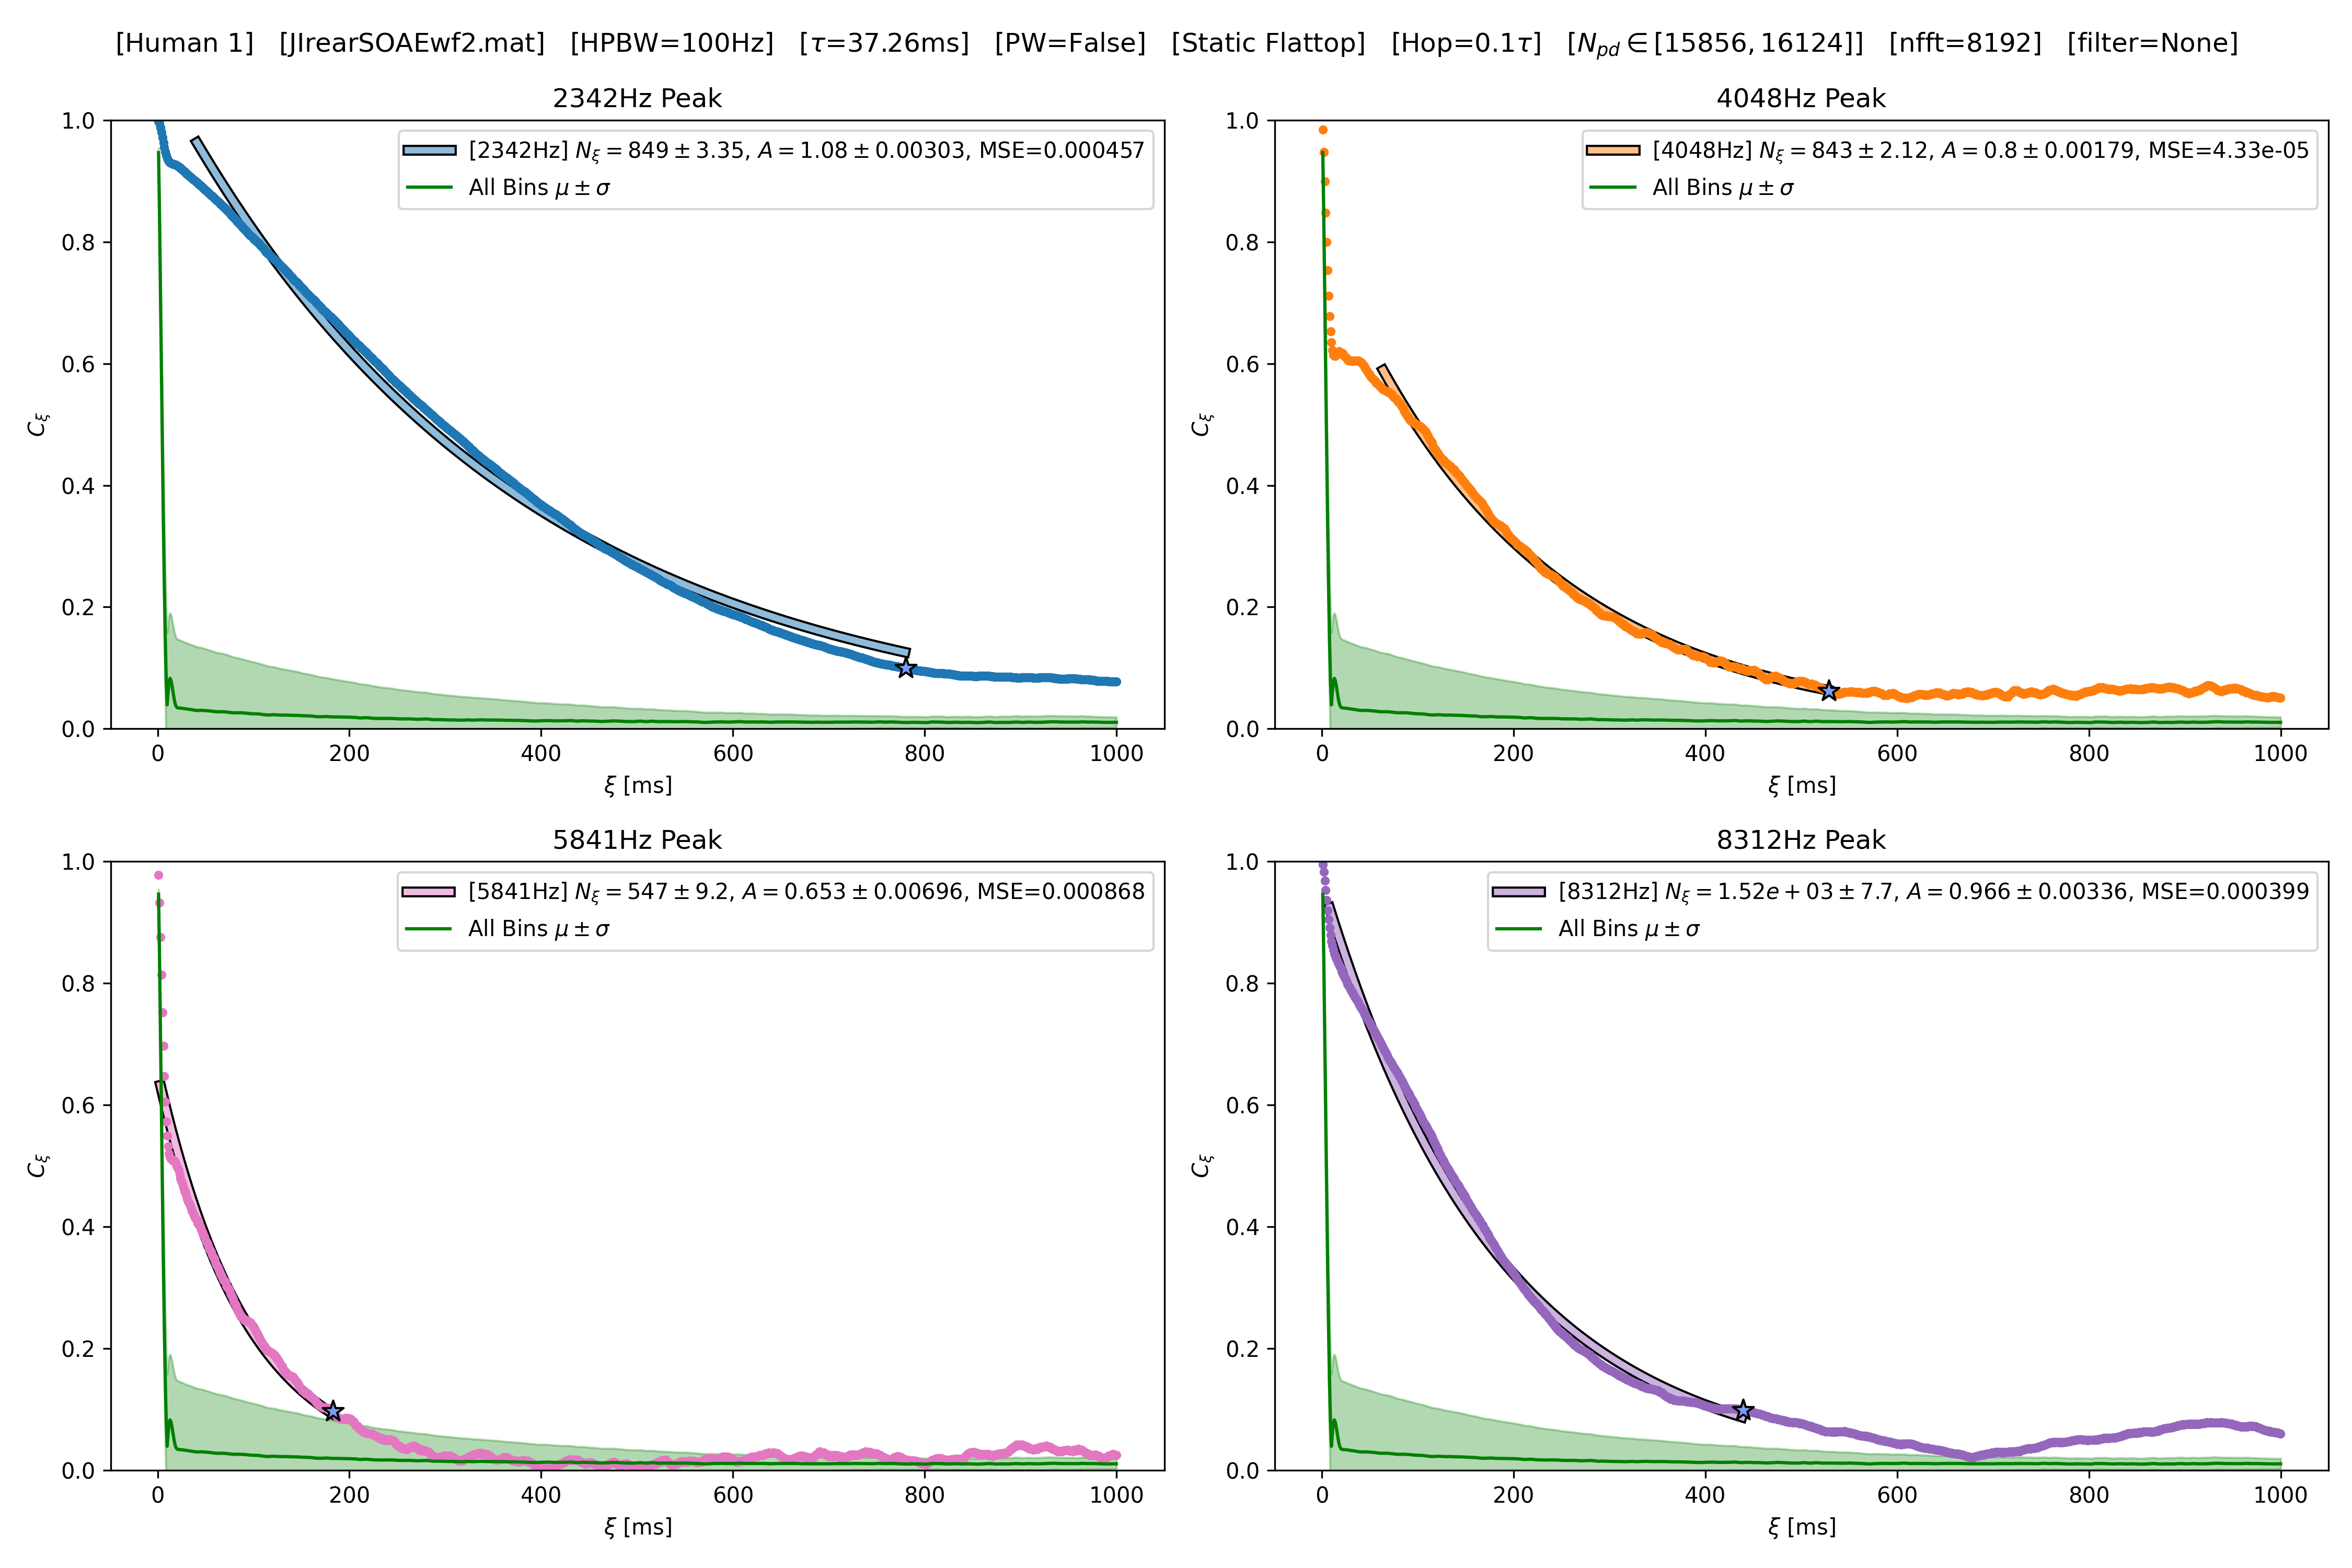 [Human 1] [JIrearSOAEwf2.mat] [HPBW=100Hz] [τ=37.26ms] [PW=False] [Static Flattop] [Hop=0.1τ] [N_pd ∈ [15856, 16124]] [nfft=8192] [filter=None]
2342Hz Peak
[2342Hz] N_ξ = 849 ± 3.35, A = 1.08 ± 0.00303, MSE=0.000457
All Bins μ ± σ
1.0
0.8
0.6
0.4
0.2
0.0
C_ξ
0 200 400 600 800 1000
ξ [ms]
4048Hz Peak
[4048Hz] N_ξ = 843 ± 2.12, A = 0.8 ± 0.00179, MSE=4.33e-05
All Bins μ ± σ
1.0
0.8
0.6
0.4
0.2
0.0
C_ξ
0 200 400 600 800 1000
ξ [ms]
5841Hz Peak
[5841Hz] N_ξ = 547 ± 9.2, A = 0.653 ± 0.00696, MSE=0.000868
All Bins μ ± σ
1.0
0.8
0.6
0.4
0.2
0.0
C_ξ
0 200 400 600 800 1000
ξ [ms]
8312Hz Peak
[8312Hz] N_ξ = 1.52e + 03 ± 7.7, A = 0.966 ± 0.00336, MSE=0.000399
All Bins μ ± σ
1.0
0.8
0.6
0.4
0.2
0.0
C_ξ
0 200 400 600 800 1000
ξ [ms]